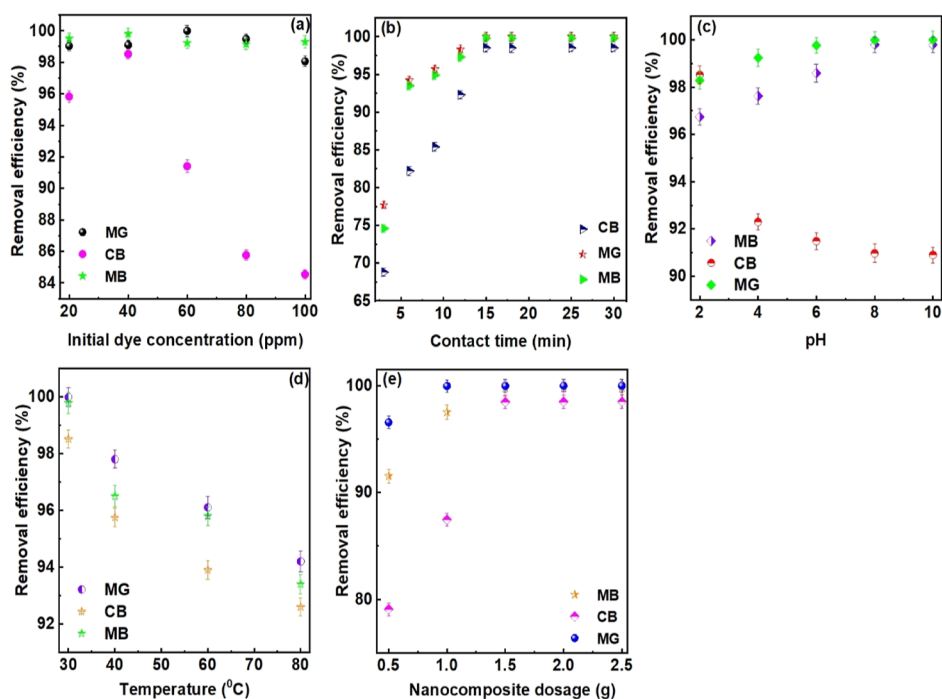 (a)
Removal efficiency (%)
100
98
96
94
92
90
88
86
84
MG
CB
MB
20 40 60 80 100
Initial dye concentration (ppm)
(b)
Removal efficiency (%)
100
95
90
85
80
75
70
65
CB
MG
MB
5 10 15 20 25 30
Contact time (min)
(c)
Removal efficiency (%)
100
98
96
94
92
90
MB
CB
MG
2 4 6 8 10
pH
(d)
Removal efficiency (%)
100
98
96
94
92
MG
CB
MB
30 40 50 60 70 80
Temperature (⁰C)
(e)
Removal efficiency (%)
100
90
80
MB
CB
MG
0.5 1.0 1.5 2.0 2.5
Nanocomposite dosage (g)